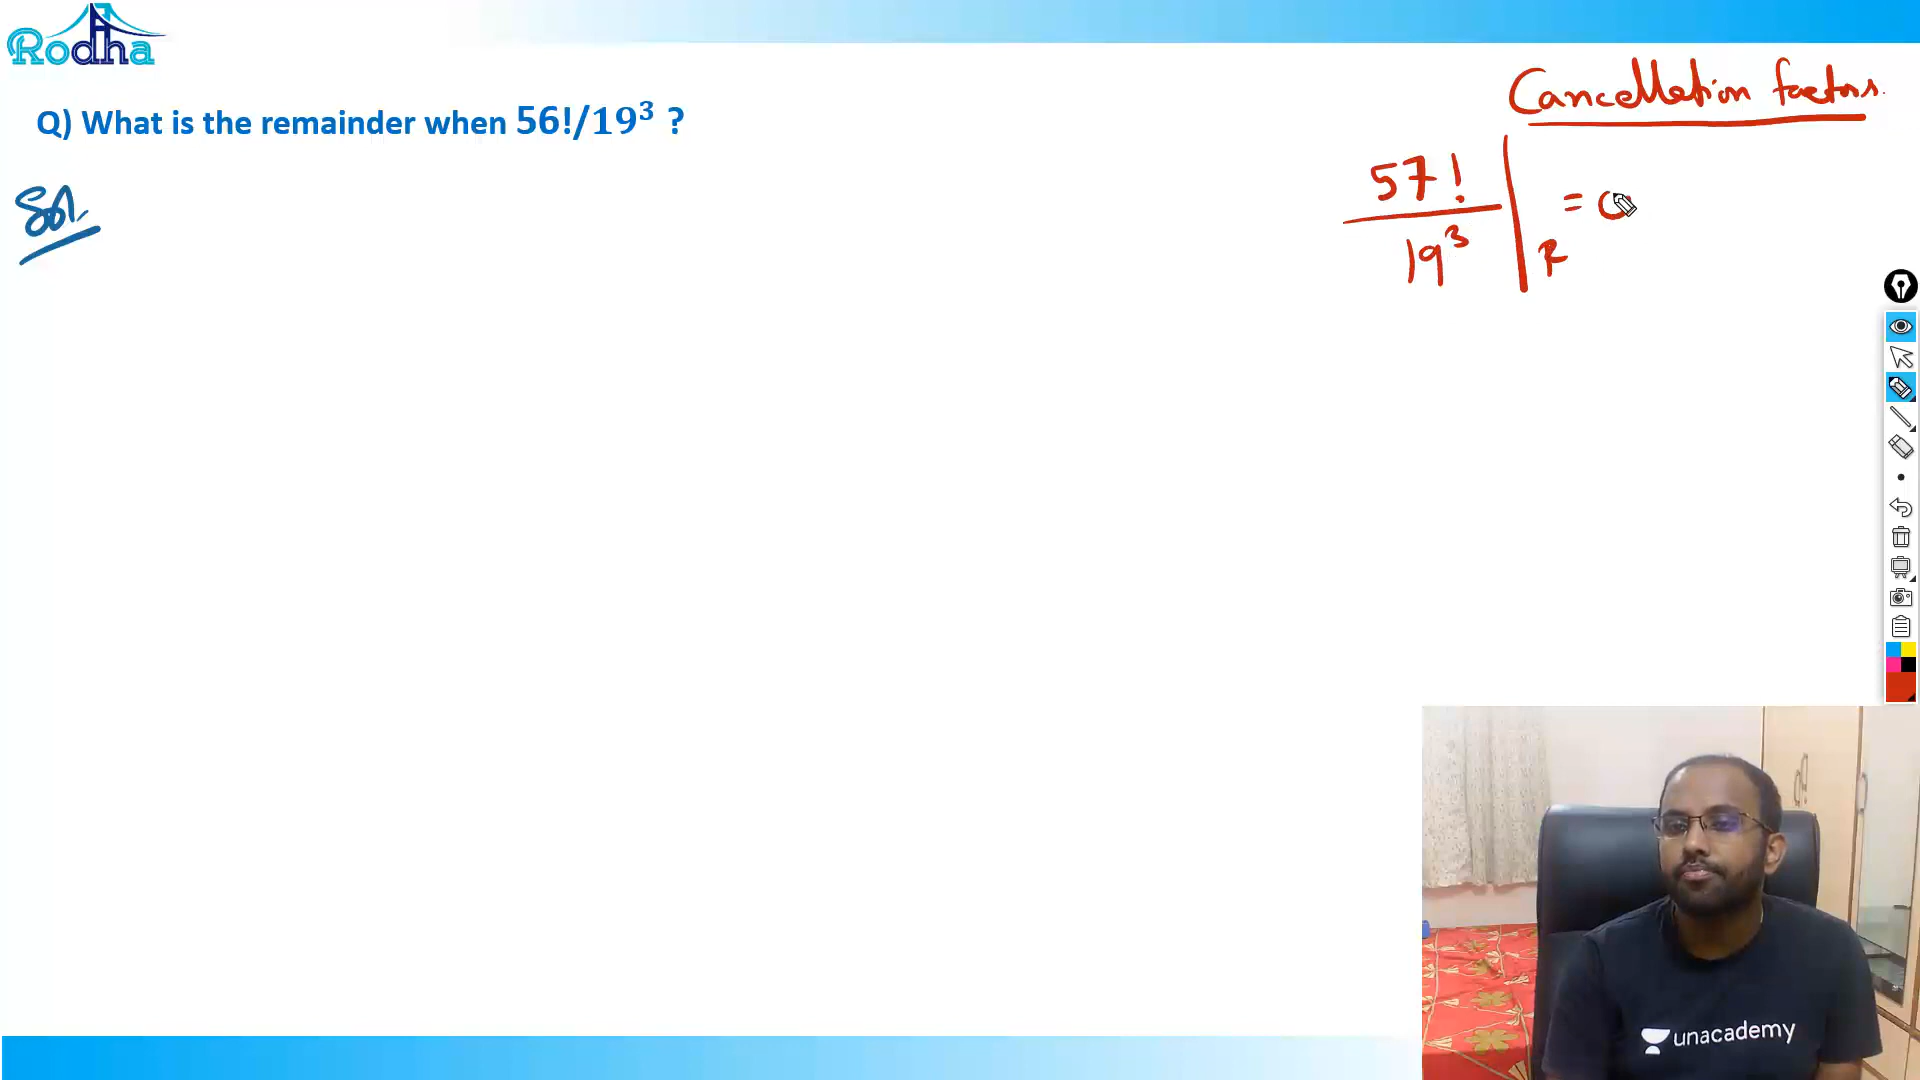 Rodha
Cancellation factors.
Q) What is the remainder when 56!/19³ ?
Sol.
57!
19³
R
= 0
unacademy